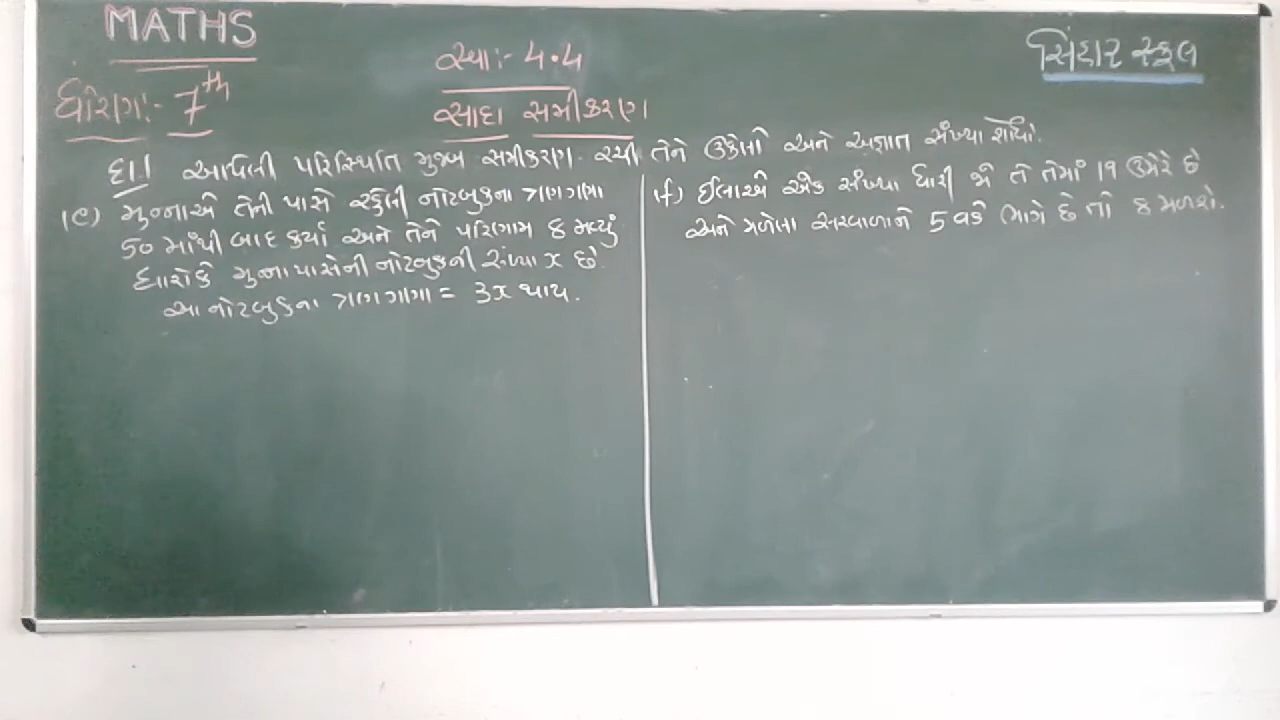 MATHS
સિંહાર સ્કૂલ
સ્વા:- 4.4
ધોરણ:- 7th
સાદા સમીકરણ
દા.1 આપેલી પરિસ્થિતિ મુજબ સમીકરણ રચી તેને ઉકેલો અને અજ્ઞાત સંખ્યા શોધો.
(e) મુન્નાએ તેની પાસે રહેલી નોટબુકના ત્રણગણા
50 માંથી બાદ કર્યા અને તેને પરિણામ 8 મળ્યું
ધારોકે મુન્ના પાસેની નોટબુકની સંખ્યા x છે.
આ નોટબુકના ત્રણગણા = 3x થાય.
(f) ઈલાએ એક સંખ્યા ધારી જો તે તેમાં 19 ઉમેરે છે
અને મળેલા સરવાળાને 5 વડે ભાગે છે તો 8 મળશે.